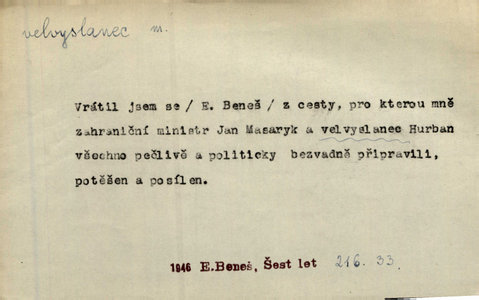 velvyslanec m.
Vrátil jsem se / E. Beneš / z cesty, pro kterou mně
zahraniční ministr Jan Masaryk a velvyslanec Hurban
všechno pečlivě a politicky bezvadně připravili,
potěšen a posílen.
1946 E.Beneš, Šest let 216. 33.